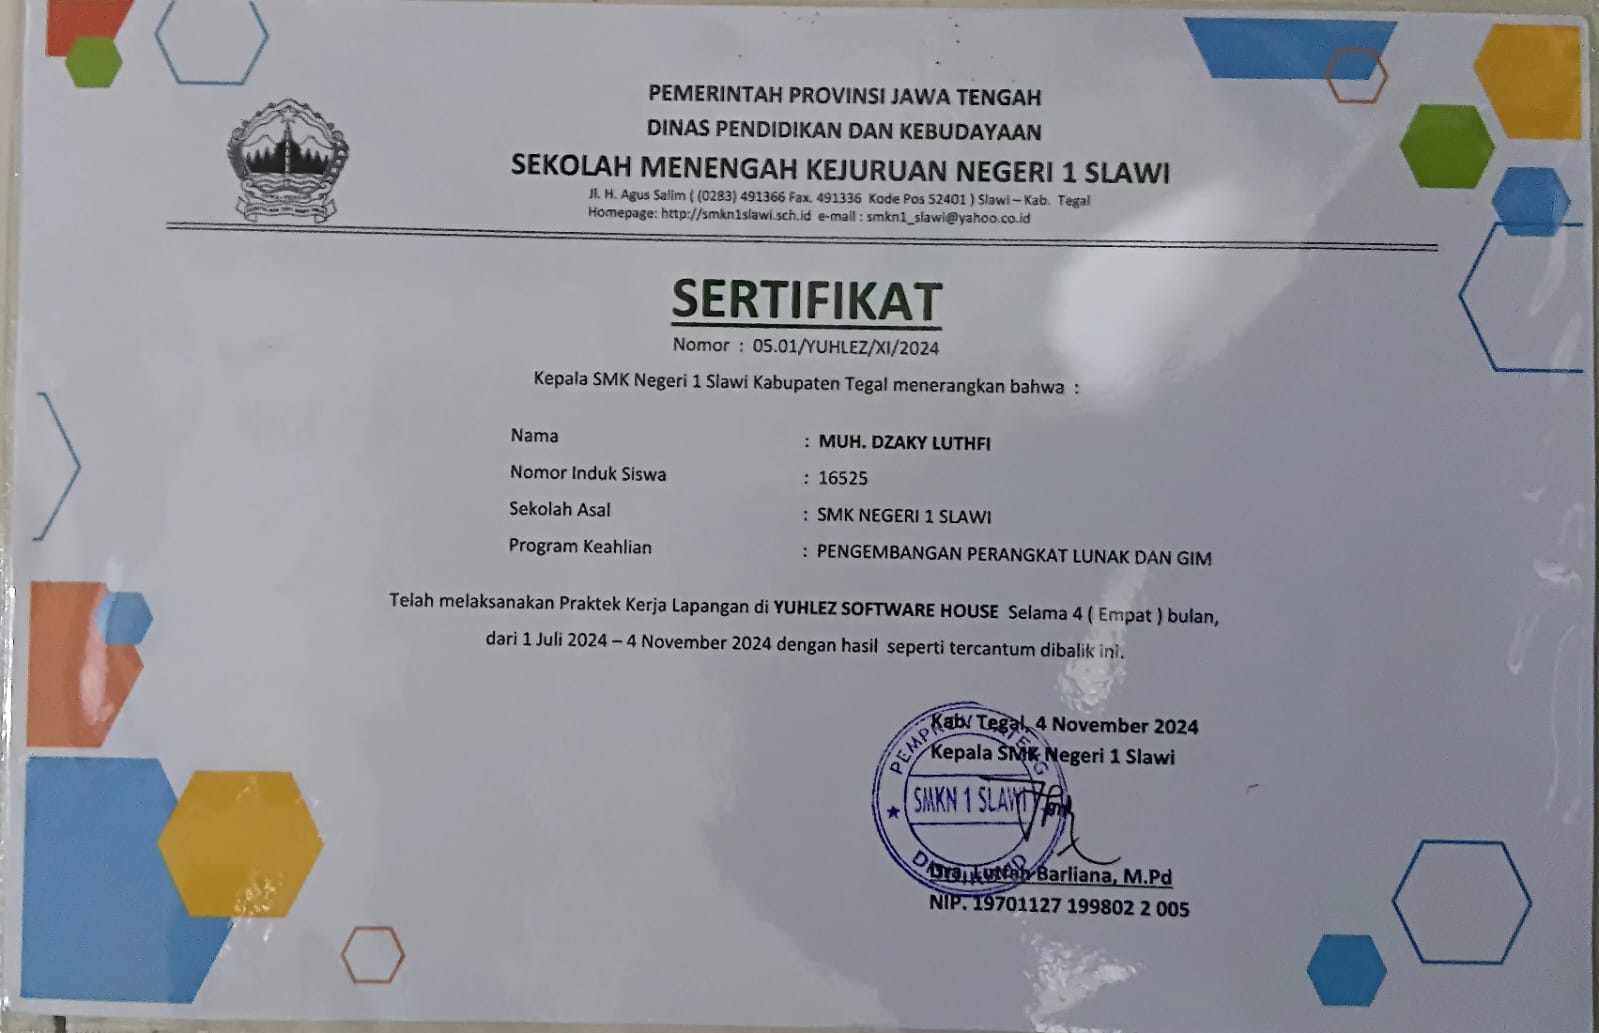 PEMERINTAH PROVINSI JAWA TENGAH
DINAS PENDIDIKAN DAN KEBUDAYAAN
SEKOLAH MENENGAH KEJURUAN NEGERI 1 SLAWI
Jl. H. Agus Salim ( (0283) 491366 Fax. 491336 Kode Pos 52401 ) Slawi – Kab. Tegal
Homepage: http://smkn1slawi.sch.id e-mail : smkn1_slawi@yahoo.co.id
SERTIFIKAT
Nomor : 05.01/YUHLEZ/XI/2024
Kepala SMK Negeri 1 Slawi Kabupaten Tegal menerangkan bahwa :
Nama : MUH. DZAKY LUTHFI
Nomor Induk Siswa : 16525
Sekolah Asal : SMK NEGERI 1 SLAWI
Program Keahlian : PENGEMBANGAN PERANGKAT LUNAK DAN GIM
Telah melaksanakan Praktek Kerja Lapangan di YUHLEZ SOFTWARE HOUSE Selama 4 ( Empat ) bulan,
dari 1 Juli 2024 – 4 November 2024 dengan hasil seperti tercantum dibalik ini.
Kab. Tegal, 4 November 2024
Kepala SMK Negeri 1 Slawi
SMKN 1 SLAWI
Barliana, M.Pd
NIP. 19701127 199802 2 005